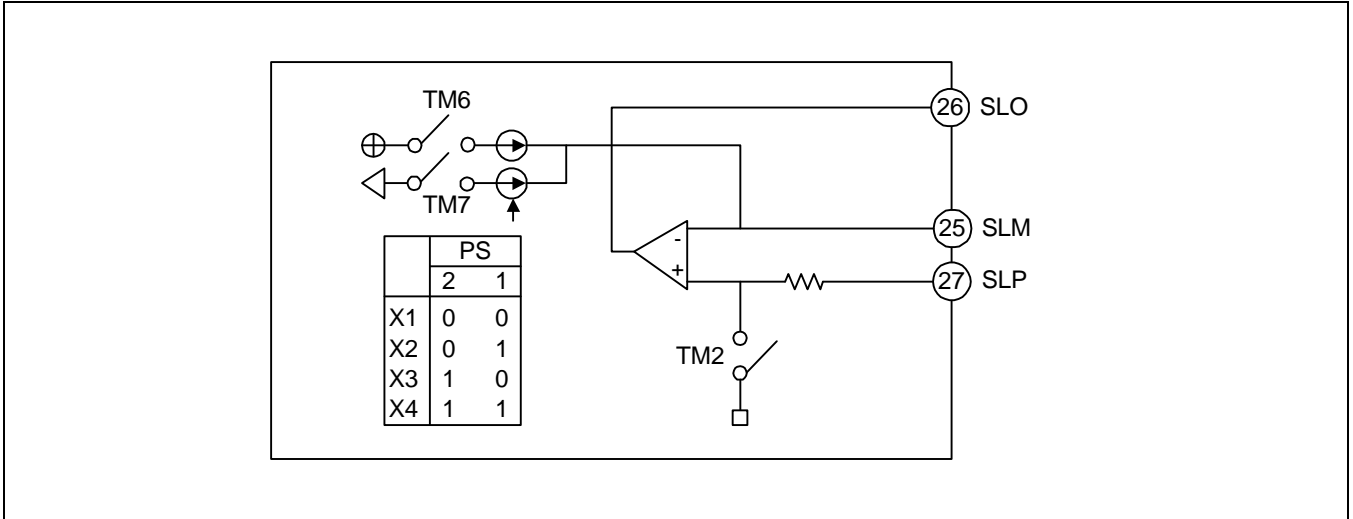 TM6
26 SLO
TM7
- 25 SLM
+ 27 SLP
PS
2 1
X1 0 0
X2 0 1
X3 1 0
X4 1 1
TM2